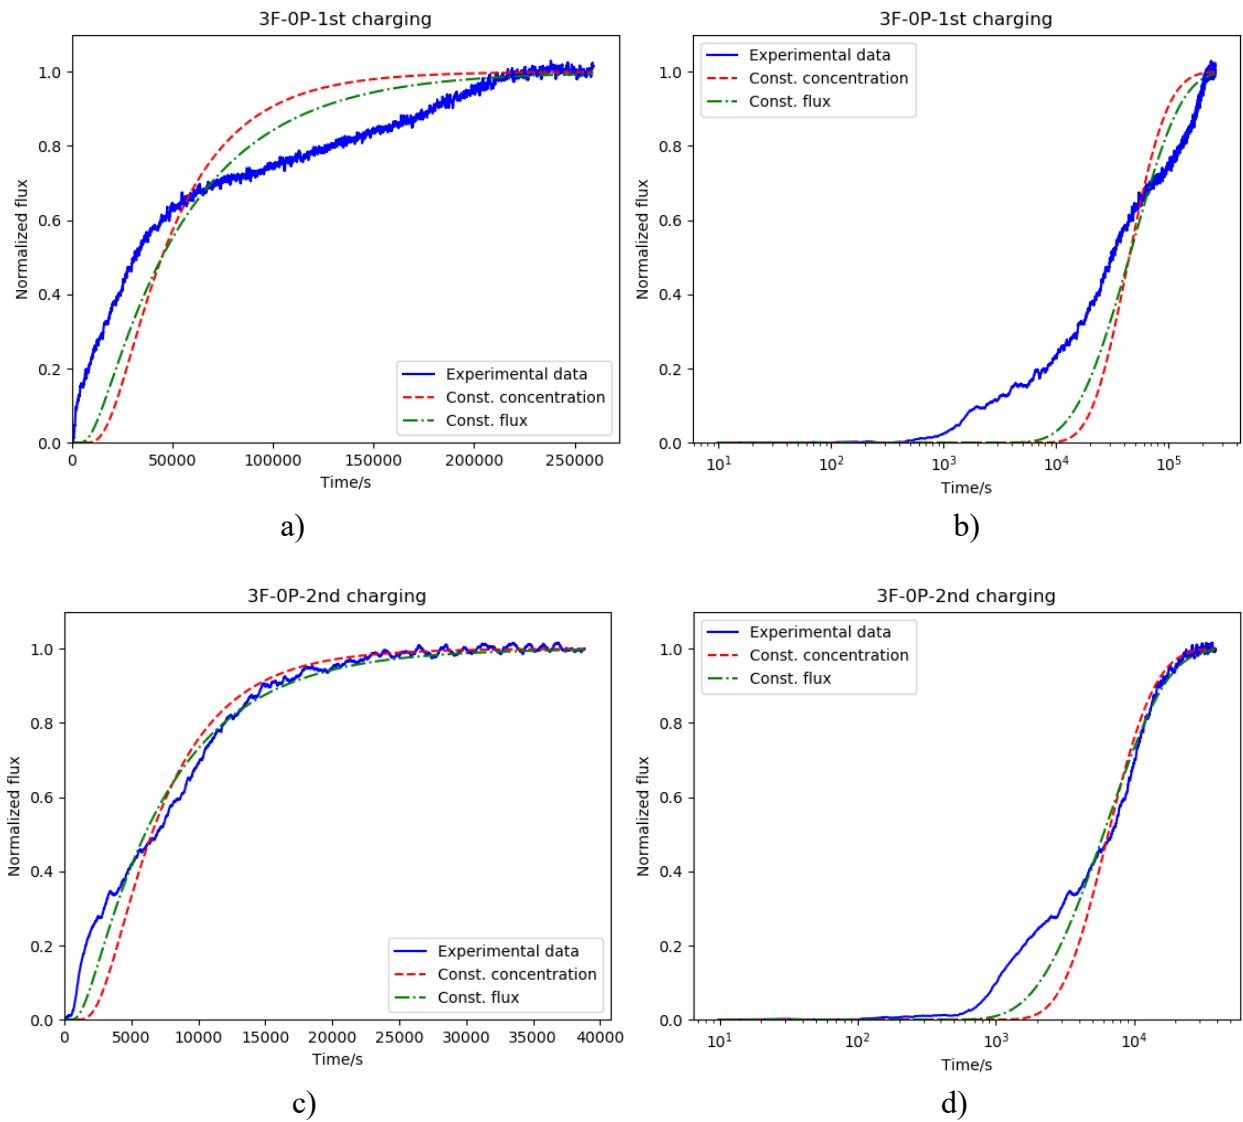 3F-0P-1st charging
Normalized flux
1.0
0.8
0.6
0.4
0.2
0.0
Experimental data
Const. concentration
Const. flux
0 50000 100000 150000 200000 250000
Time/s
a)
3F-0P-1st charging
Normalized flux
1.0
0.8
0.6
0.4
0.2
0.0
Experimental data
Const. concentration
Const. flux
10¹ 10² 10³ 10⁴ 10⁵
Time/s
b)
3F-0P-2nd charging
Normalized flux
1.0
0.8
0.6
0.4
0.2
0.0
Experimental data
Const. concentration
Const. flux
0 5000 10000 15000 20000 25000 30000 35000 40000
Time/s
c)
3F-0P-2nd charging
Normalized flux
1.0
0.8
0.6
0.4
0.2
0.0
Experimental data
Const. concentration
Const. flux
10¹ 10² 10³ 10⁴
Time/s
d)